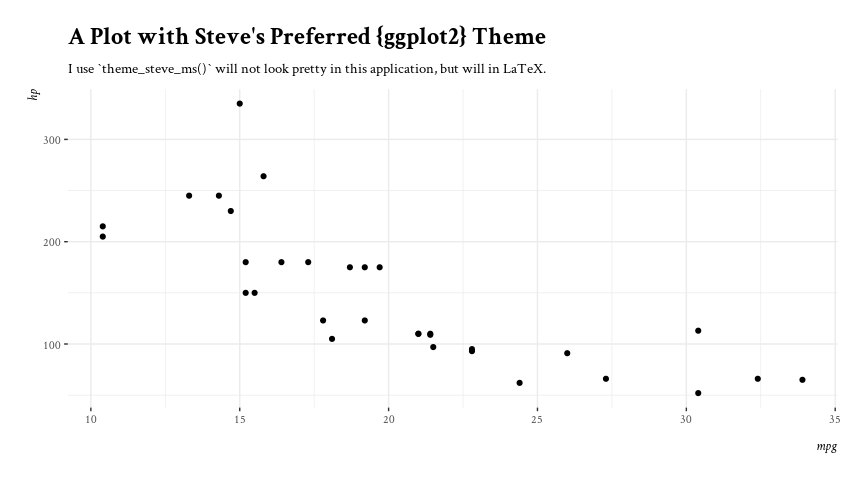 A Plot with Steve's Preferred {ggplot2} Theme
I use `theme_steve_ms()` will not look pretty in this application, but will in LaTeX.
hp
300
200
100
10 15 20 25 30 35
mpg